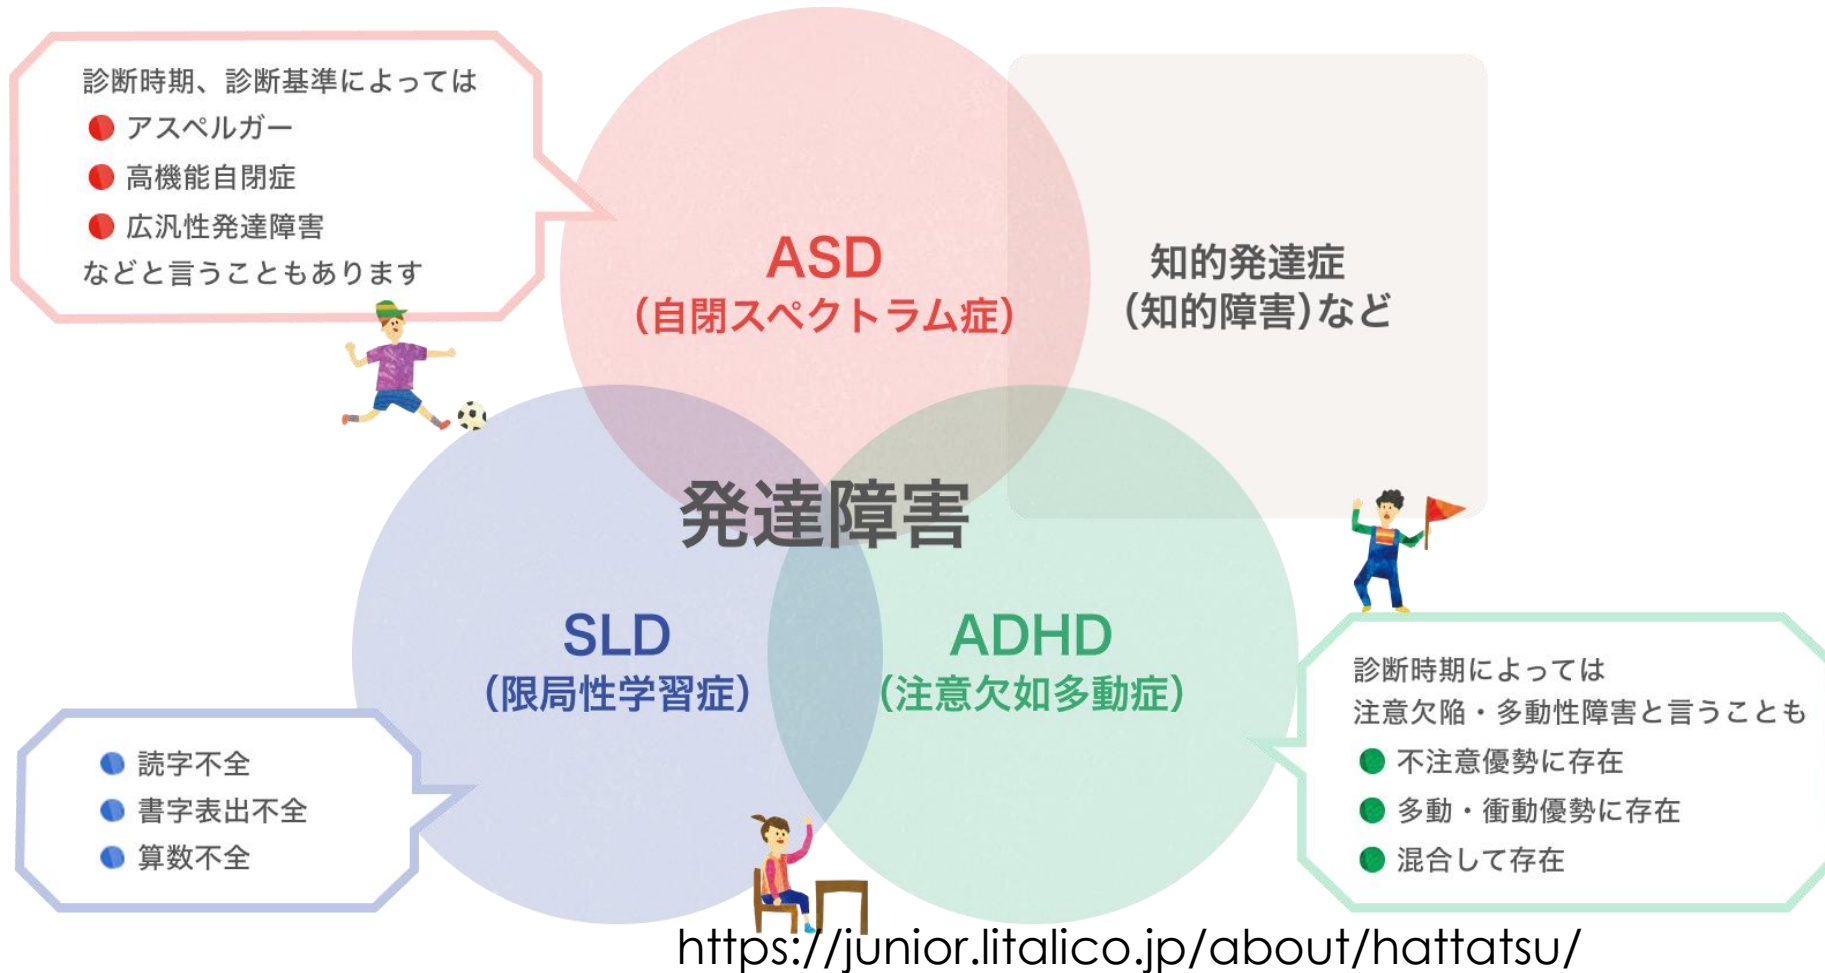 診断時期、診断基準によっては
アスペルガー
高機能自閉症
広汎性発達障害
などと言うこともあります
ASD
(自閉スペクトラム症)
知的発達症
(知的障害)など
発達障害
SLD
(限局性学習症)
ADHD
(注意欠如多動症)
読字不全
書字表出不全
算数不全
診断時期によっては
注意欠陥・多動性障害と言うことも
不注意優勢に存在
多動・衝動優勢に存在
混合して存在
https://junior.litalico.jp/about/hattatsu/